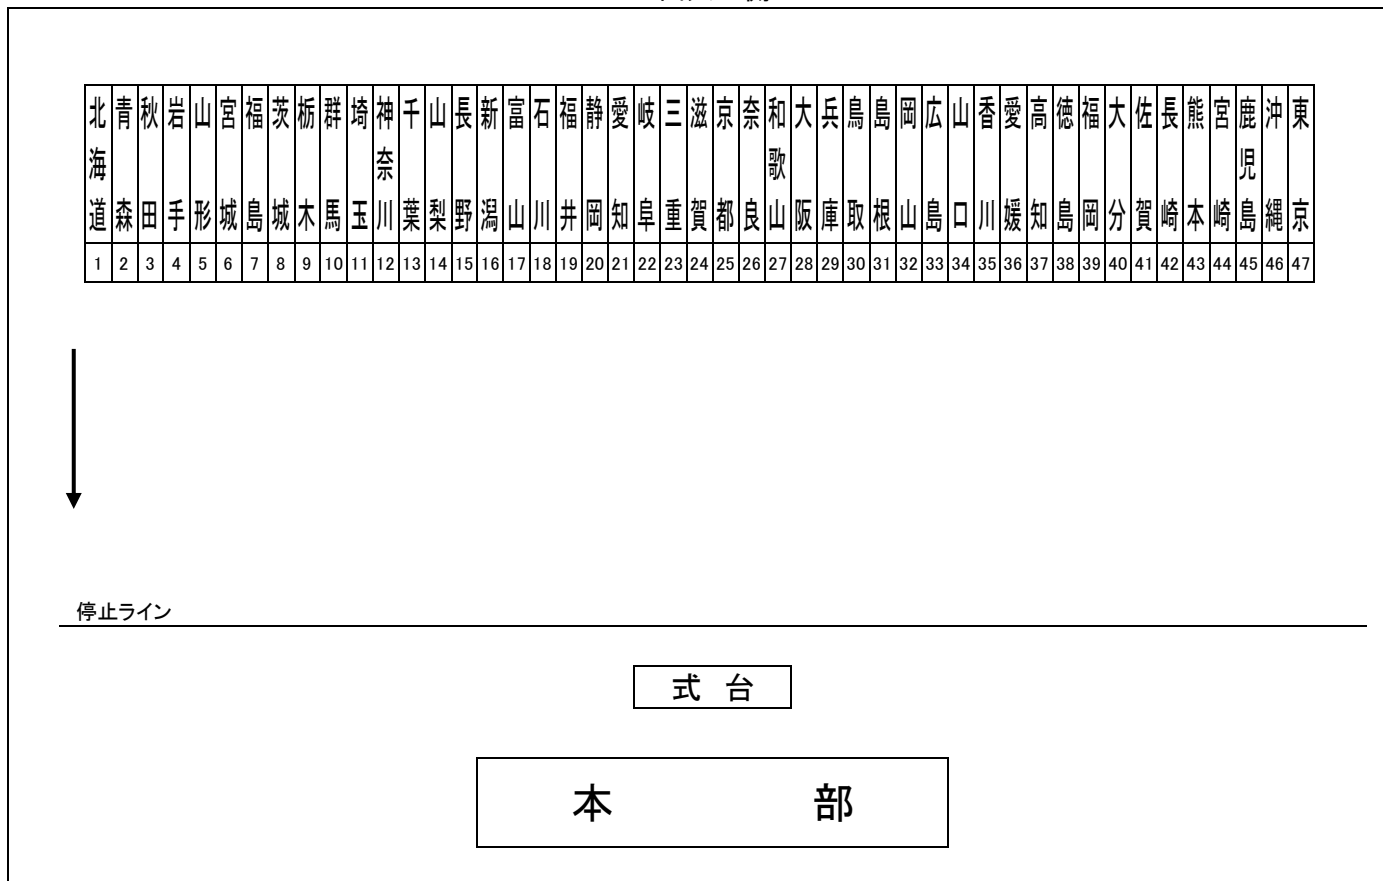 北海道 青森 秋田 岩手 山形 宮城 福島 茨城 栃木 群馬 埼玉 神奈川 千葉 山梨 長野 新潟 富山 石川 福井 静岡 愛知 岐阜 三重 滋賀 京都 奈良 和歌山 大阪 兵庫 鳥取 島根 岡山 広島 山口 香川 愛媛 高知 徳島 福岡 大分 佐賀 長崎 熊本 宮崎 鹿児島 沖縄 東京
1 2 3 4 5 6 7 8 9 10 11 12 13 14 15 16 17 18 19 20 21 22 23 24 25 26 27 28 29 30 31 32 33 34 35 36 37 38 39 40 41 42 43 44 45 46 47
停止ライン
式 台
本 部